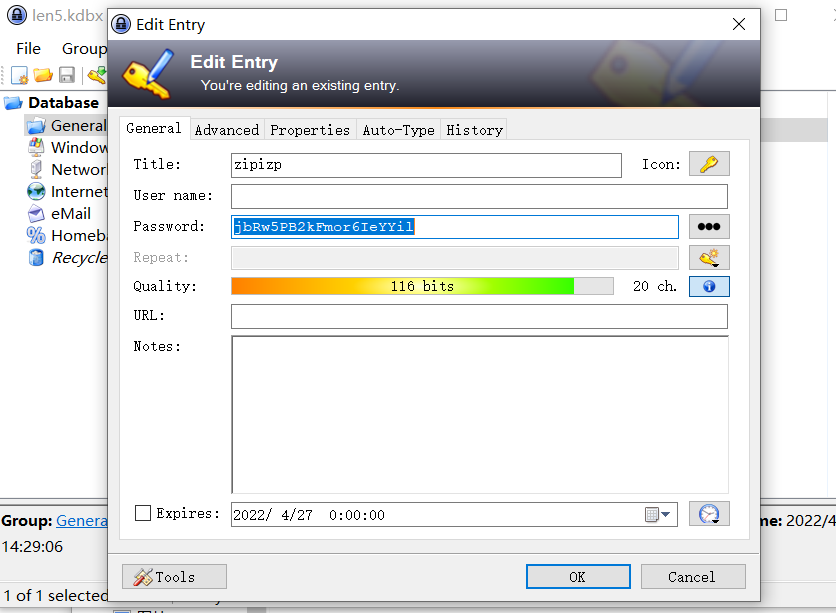 len5.kdbx
Edit Entry
File Group
Edit Entry
You're editing an existing entry.
Database
General
Window
Networ
Internet
eMail
Homeba
Recycle
General Advanced Properties Auto-Type History
Title: zipizp Icon:
User name:
Password: jbRw5PB2kFmor6IeYYil
Repeat:
Quality: 116 bits 20 ch.
URL:
Notes:
Expires: 2022/ 4/27 0:00:00
Group: Genera
me: 2022/4
14:29:06
Tools OK Cancel
1 of 1 selected